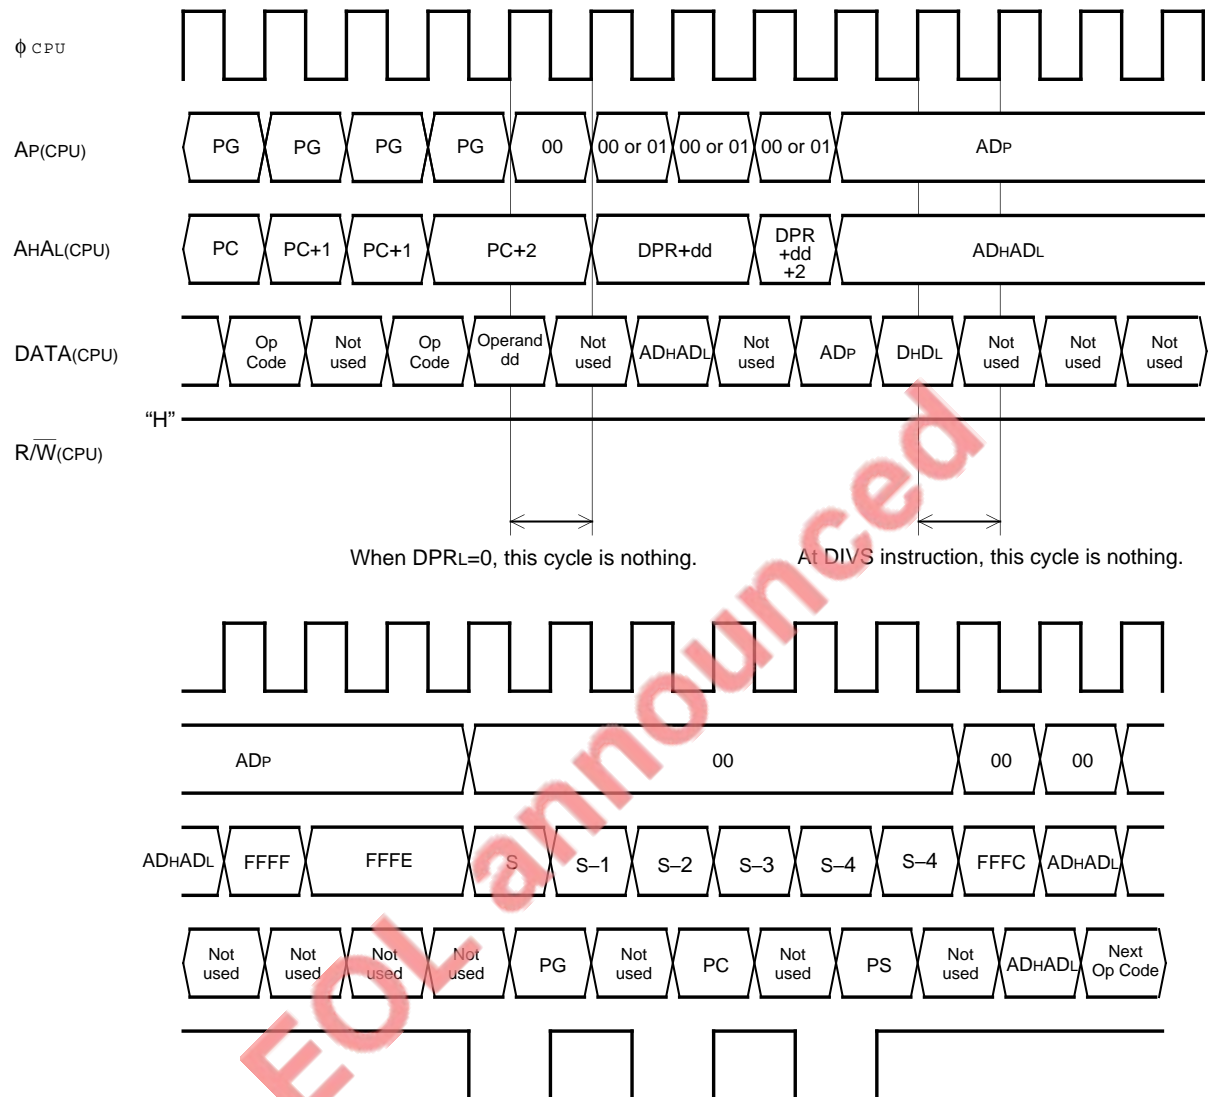 ϕ CPU
AP(CPU)
PG PG PG PG 00 00 or 01 00 or 01 00 or 01 ADP
AHAL(CPU)
PC PC+1 PC+1 PC+2 DPR+dd DPR
+dd
+2 ADHADL
DATA(CPU)
Op
Code Not
used Op
Code Operand
dd Not
used ADHADL Not
used ADP DHDL Not
used Not
used Not
used
“H”
R/W̅(CPU)
When DPRL=0, this cycle is nothing.
At DIVS instruction, this cycle is nothing.
ADP 00 00 00
ADHADL FFFF FFFE S S–1 S–2 S–3 S–4 S–4 FFFC ADHADL
Not
used Not
used Not
used Not
used PG Not
used PC Not
used PS Not
used ADHADL Next
Op Code
EOL announced